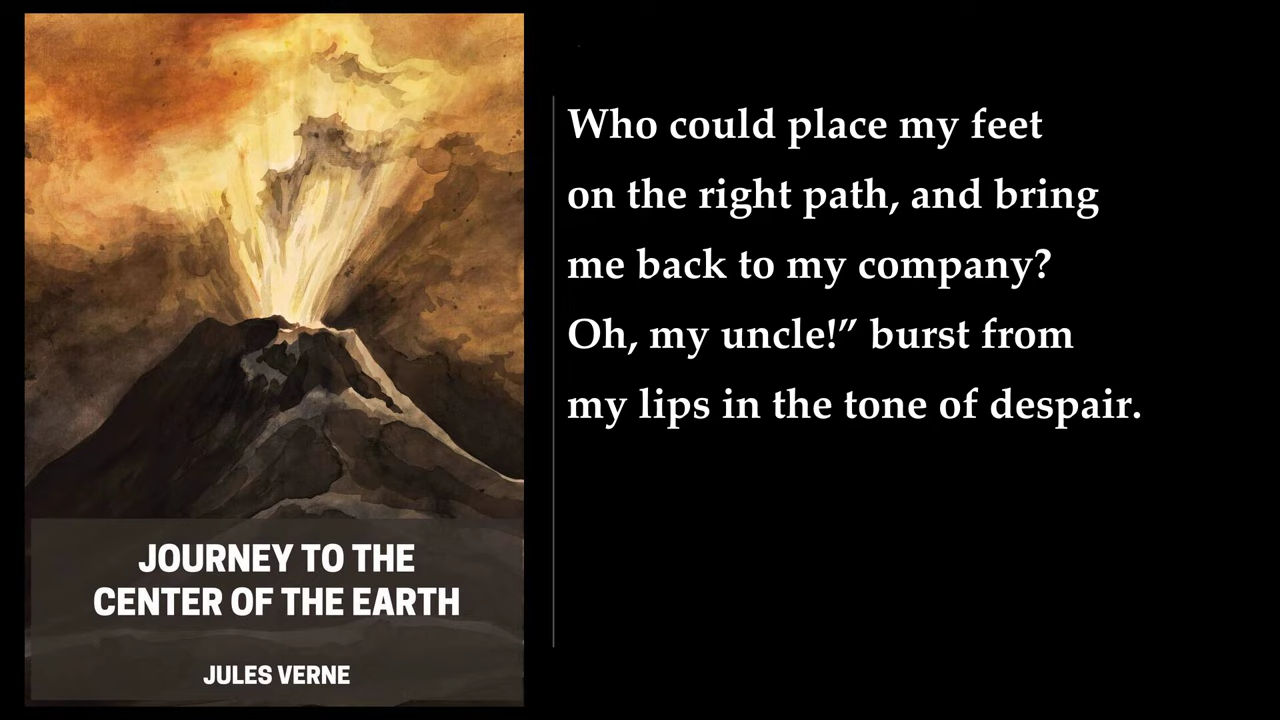 Who could place my feet
on the right path, and bring
me back to my company?
Oh, my uncle!” burst from
my lips in the tone of despair.
JOURNEY TO THE
CENTER OF THE EARTH
JULES VERNE